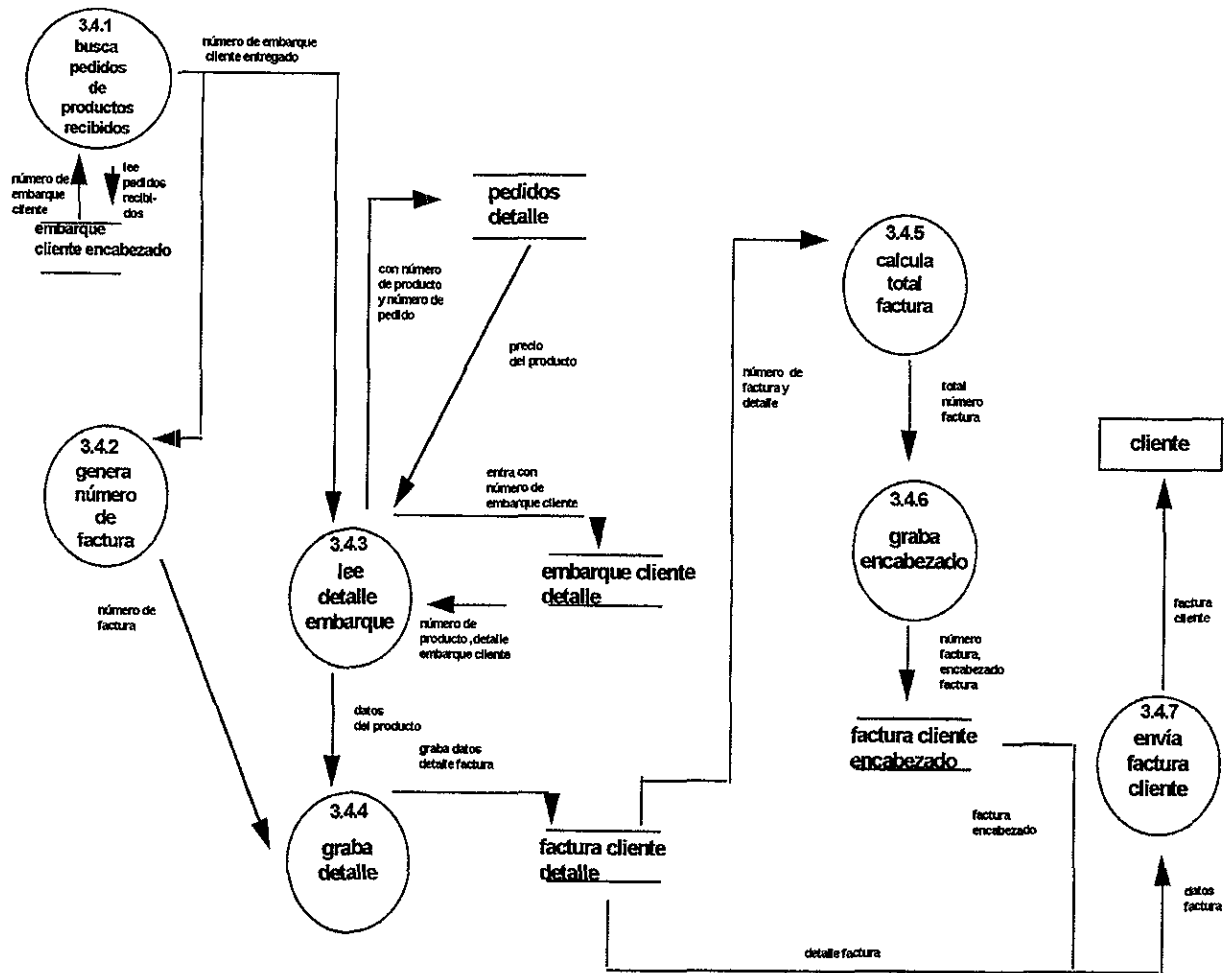 3.4.1
busca
pedidos
de
productos
recibidos
número de embarque
cliente entregado
número de
embarque
cliente
lee
pedidos
recibi-
dos
embarque
cliente encabezado
pedidos
detalle
con número
de producto
y número de
pedido
precio
del producto
3.4.5
calcula
total
factura
número de
factura y
detalle
total
número
factura
cliente
3.4.2
genera
número
de
factura
entra con
número de
embarque cliente
3.4.6
graba
encabezado
3.4.3
lee
detalle
embarque
embarque cliente
detalle
número de
factura
número de
producto, detalle
embarque cliente
factura
cliente
número
factura,
encabezado
factura
datos
del producto
graba datos
detalle factura
factura cliente
encabezado
3.4.7
envía
factura
cliente
3.4.4
graba
detalle
factura cliente
detalle
factura
encabezado
datos
factura
detalle factura